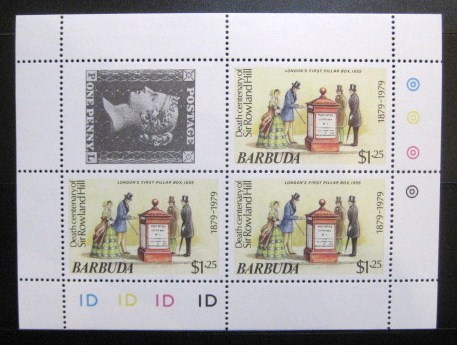 POSTAGE
P ONE PENNY. L
LONDON'S FIRST PILLAR BOX, 1855
Death centenary of
Sir Rowland Hill
1879-1979
BARBUDA $1.25
LONDON'S FIRST PILLAR BOX, 1855
Death centenary of
Sir Rowland Hill
1879-1979
BARBUDA $1.25
LONDON'S FIRST PILLAR BOX, 1855
Death centenary of
Sir Rowland Hill
1879-1979
BARBUDA $1.25
1D 1D 1D 1D